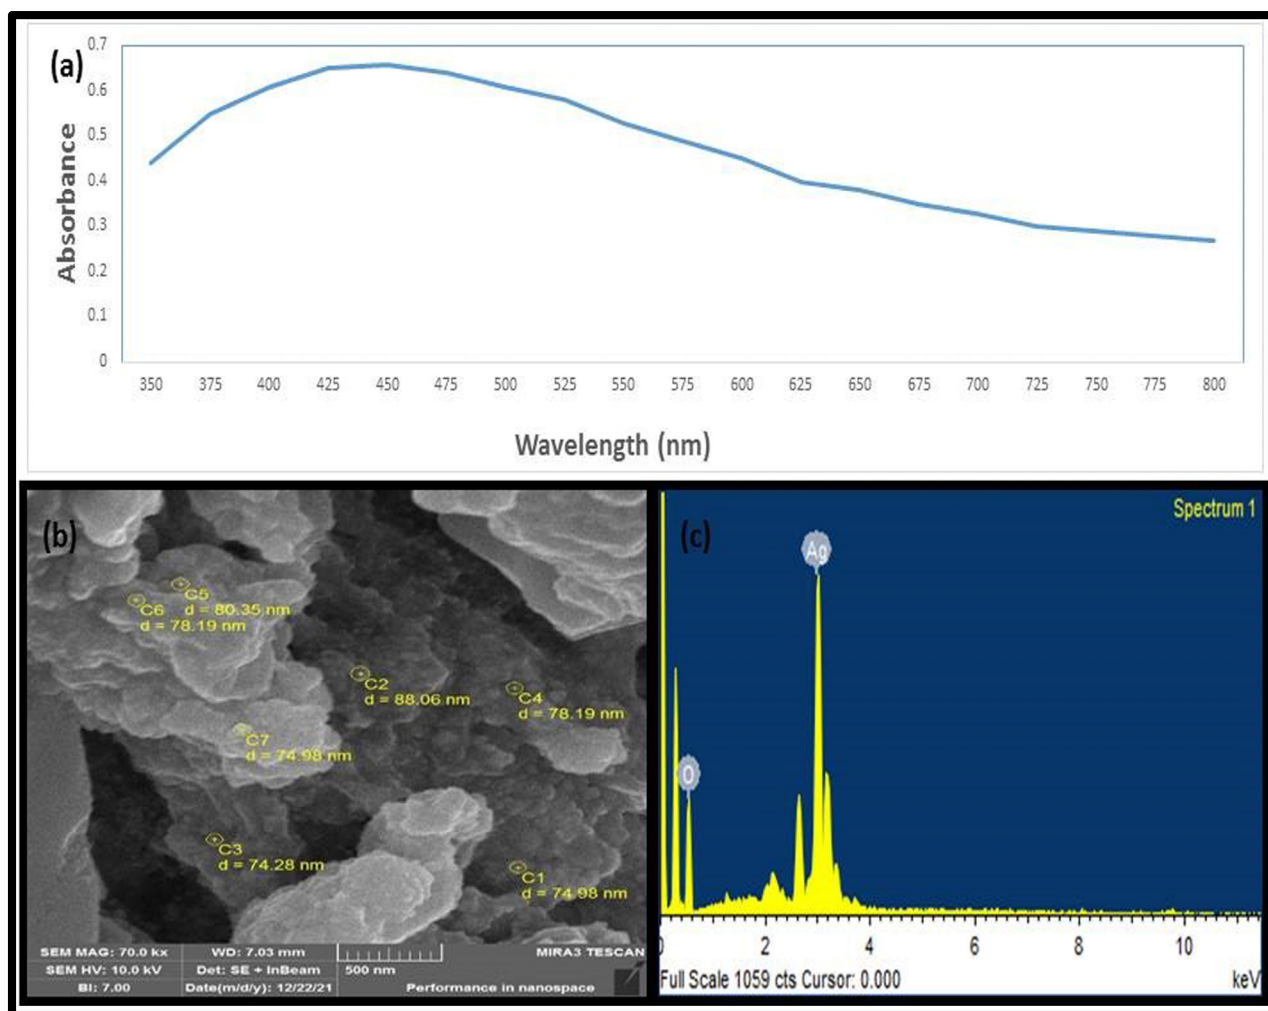 (a)
0.7
0.6
0.5
0.4
0.3
0.2
0.1
0
Absorbance
350 375 400 425 450 475 500 525 550 575 600 625 650 675 700 725 750 775 800
Wavelength (nm)
(b)
C5
d = 80.35 nm
C6
d = 78.19 nm
C2
d = 88.06 nm
C4
d = 78.19 nm
C7
d = 74.98 nm
C3
d = 74.28 nm
C1
d = 74.98 nm
SEM MAG: 70.0 kx WD: 7.03 mm MIRA3 TESCAN
SEM HV: 10.0 kV Det: SE + InBeam 500 nm
BI: 7.00 Date(m/d/y): 12/22/21 Performance in nanospace
(c)
Spectrum 1
Ag
O
0 2 4 6 8 10
Full Scale 1059 cts Cursor: 0.000 keV